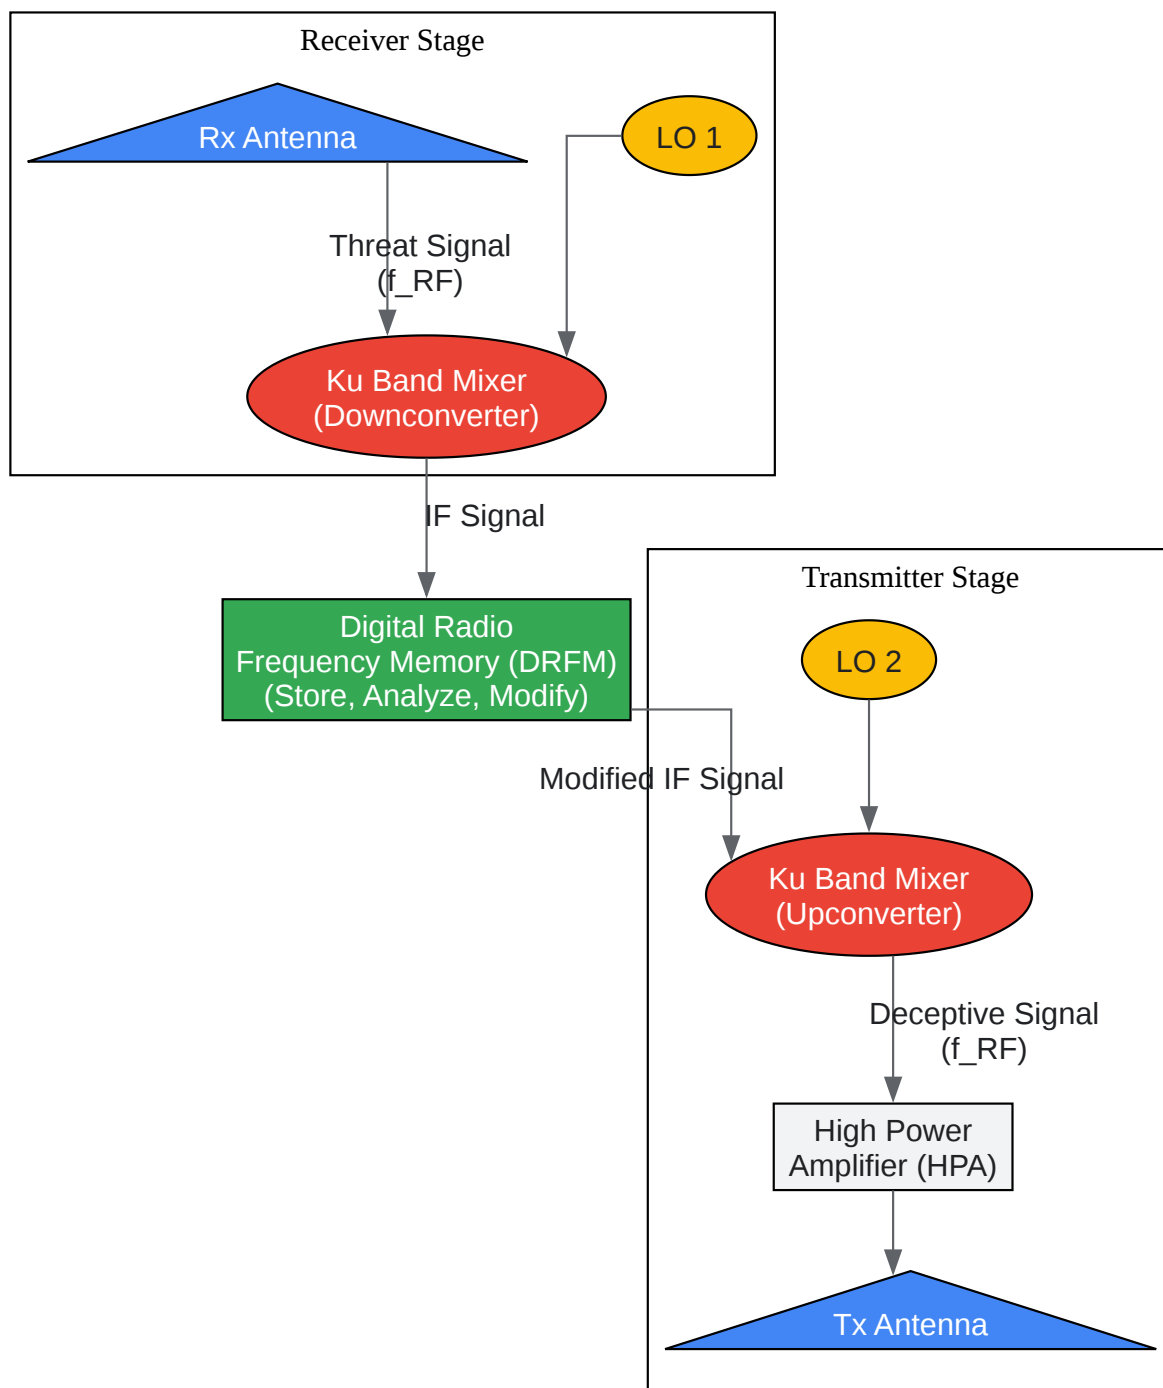 Receiver Stage
Rx Antenna
LO 1
Threat Signal
(f_RF)
Ku Band Mixer
(Downconverter)
IF Signal
Digital Radio
Frequency Memory (DRFM)
(Store, Analyze, Modify)
Transmitter Stage
LO 2
Modified IF Signal
Ku Band Mixer
(Upconverter)
Deceptive Signal
(f_RF)
High Power
Amplifier (HPA)
Tx Antenna